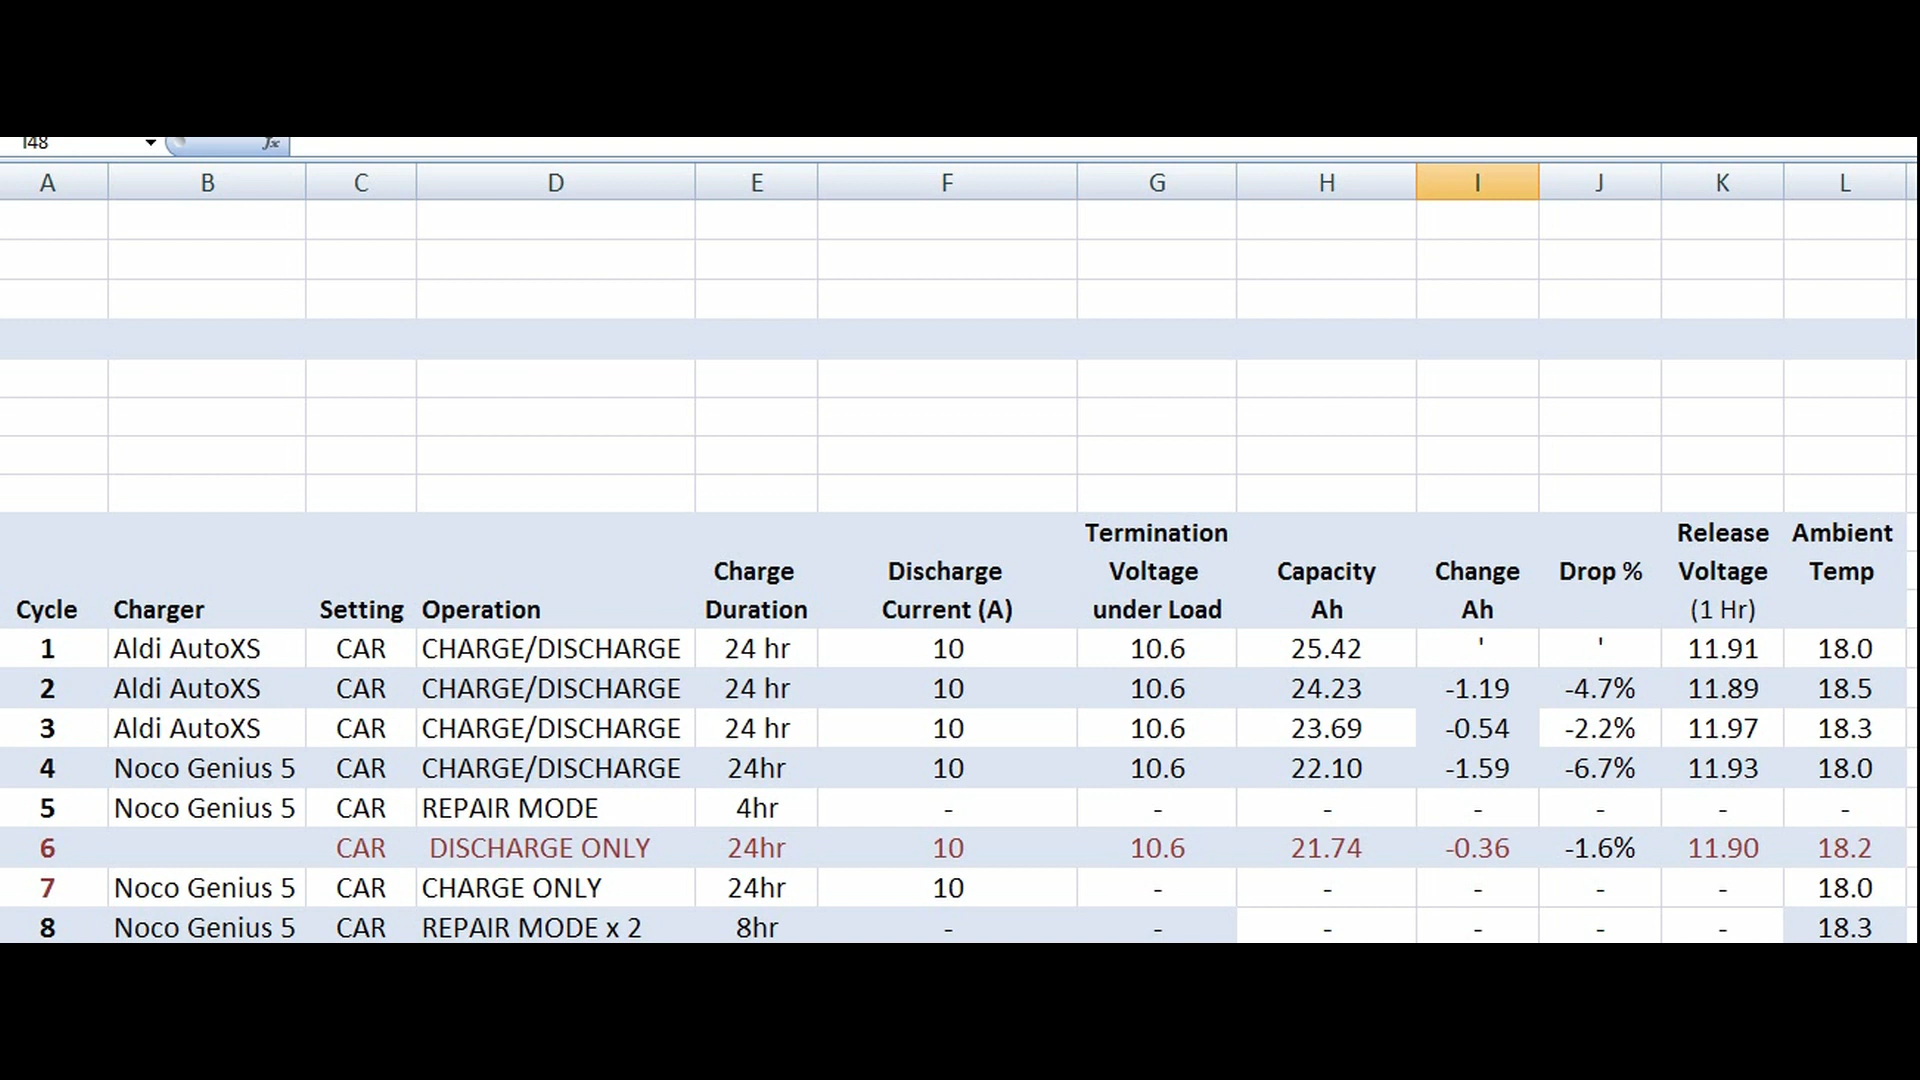 I48 fx
A B C D E F G H I J K L
Termination Release Ambient
Charge Discharge Voltage Capacity Change Drop % Voltage Temp
Cycle Charger Setting Operation Duration Current (A) under Load Ah Ah (1 Hr)
1 Aldi AutoXS CAR CHARGE/DISCHARGE 24 hr 10 10.6 25.42 ' ' 11.91 18.0
2 Aldi AutoXS CAR CHARGE/DISCHARGE 24 hr 10 10.6 24.23 -1.19 -4.7% 11.89 18.5
3 Aldi AutoXS CAR CHARGE/DISCHARGE 24 hr 10 10.6 23.69 -0.54 -2.2% 11.97 18.3
4 Noco Genius 5 CAR CHARGE/DISCHARGE 24hr 10 10.6 22.10 -1.59 -6.7% 11.93 18.0
5 Noco Genius 5 CAR REPAIR MODE 4hr - - - - - - -
6 CAR DISCHARGE ONLY 24hr 10 10.6 21.74 -0.36 -1.6% 11.90 18.2
7 Noco Genius 5 CAR CHARGE ONLY 24hr 10 - - - - - 18.0
8 Noco Genius 5 CAR REPAIR MODE x 2 8hr - - - - - - 18.3